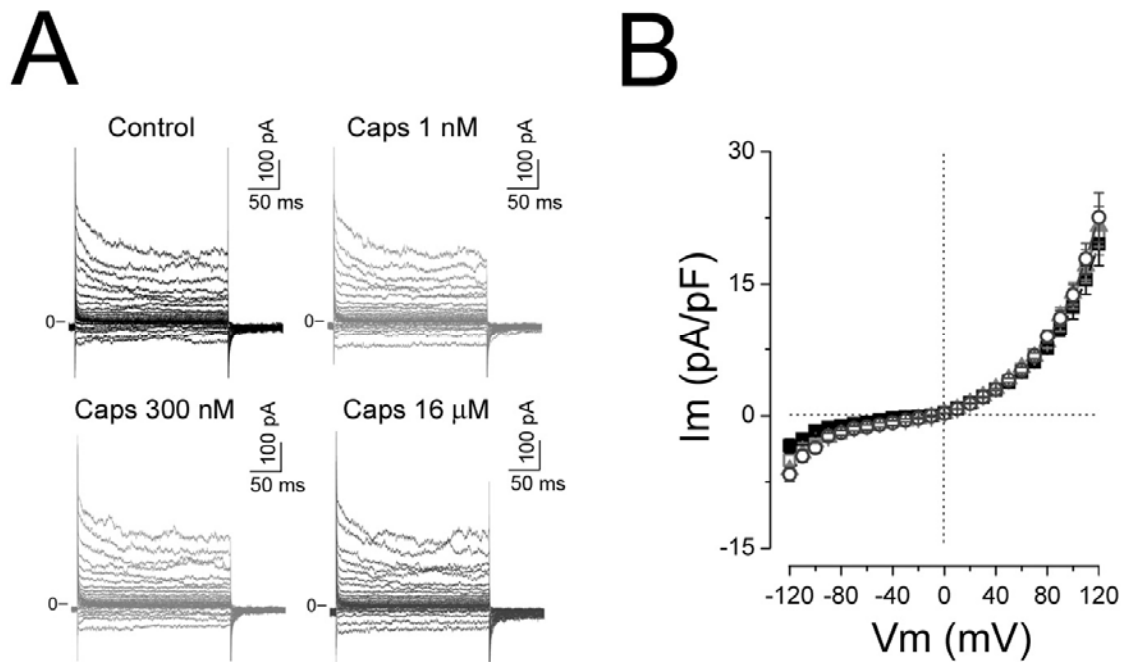 A
B
Control
100 pA
50 ms
0
Caps 1 nM
100 pA
50 ms
0
Caps 300 nM
100 pA
50 ms
0
Caps 16 μM
100 pA
50 ms
0
Im (pA/pF)
30
15
0
-15
-120 -80 -40 0 40 80 120
Vm (mV)